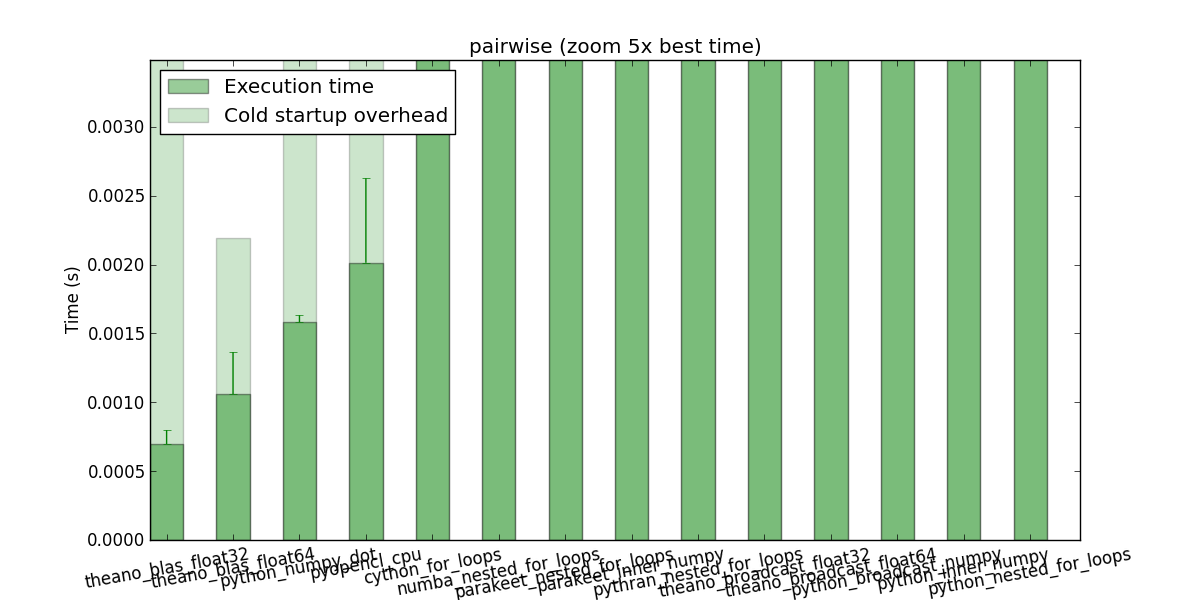 pairwise (zoom 5x best time)
Execution time
Cold startup overhead
Time (s)
0.0030
0.0025
0.0020
0.0015
0.0010
0.0005
0.0000
theano_blas_float32
theano_blas_float64
python_numpy_dot
pyopencl_cpu
cython_for_loops
numba_nested_for_loops
parakeet_nested_for_loops
parakeet_inner_numpy
pythran_nested_for_loops
theano_broadcast_float32
theano_broadcast_float64
python_broadcast_numpy
python_inner_numpy
python_nested_for_loops